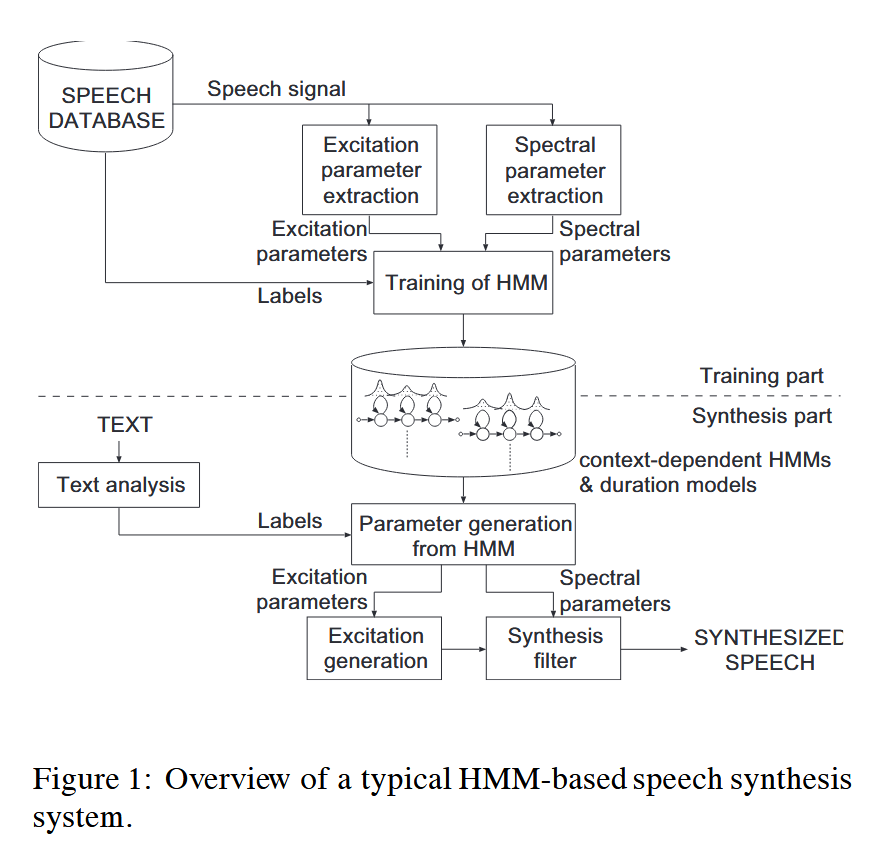 SPEECH
DATABASE
Speech signal
Excitation
parameter
extraction
Spectral
parameter
extraction
Excitation
parameters
Spectral
parameters
Labels
Training of HMM
Training part
Synthesis part
TEXT
Text analysis
context-dependent HMMs
& duration models
Labels
Parameter generation
from HMM
Excitation
parameters
Spectral
parameters
Excitation
generation
Synthesis
filter
SYNTHESIZED
SPEECH
Figure 1: Overview of a typical HMM-based speech synthesis
system.